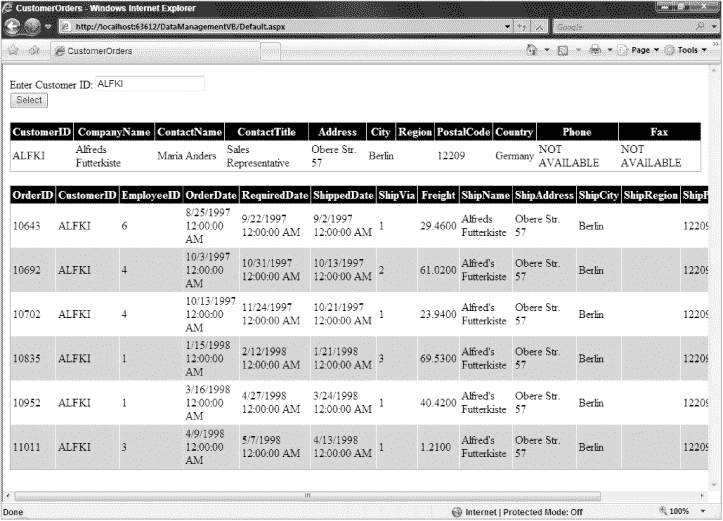 CustomerOrders - Windows Internet Explorer
http://localhost:63612/DataManagementVB/Default.aspx
Google
CustomerOrders
Page
Tools
Enter Customer ID: ALFKI
Select
CustomerID CompanyName ContactName ContactTitle Address City Region PostalCode Country Phone Fax
ALFKI Alfreds Futterkiste Maria Anders Sales Representative Obere Str. 57 Berlin 12209 Germany NOT AVAILABLE NOT AVAILABLE
OrderID CustomerID EmployeeID OrderDate RequiredDate ShippedDate ShipVia Freight ShipName ShipAddress ShipCity ShipRegion ShipP
10643 ALFKI 6 8/25/1997 12:00:00 AM 9/22/1997 12:00:00 AM 9/2/1997 12:00:00 AM 1 29.4600 Alfreds Futterkiste Obere Str. 57 Berlin 12209
10692 ALFKI 4 10/3/1997 12:00:00 AM 10/31/1997 12:00:00 AM 10/13/1997 12:00:00 AM 2 61.0200 Alfred's Futterkiste Obere Str. 57 Berlin 12209
10702 ALFKI 4 10/13/1997 12:00:00 AM 11/24/1997 12:00:00 AM 10/21/1997 12:00:00 AM 1 23.9400 Alfred's Futterkiste Obere Str. 57 Berlin 12209
10835 ALFKI 1 1/15/1998 12:00:00 AM 2/12/1998 12:00:00 AM 1/21/1998 12:00:00 AM 3 69.5300 Alfred's Futterkiste Obere Str. 57 Berlin 12209
10952 ALFKI 1 3/16/1998 12:00:00 AM 4/27/1998 12:00:00 AM 3/24/1998 12:00:00 AM 1 40.4200 Alfred's Futterkiste Obere Str. 57 Berlin 12209
11011 ALFKI 3 4/9/1998 12:00:00 AM 5/7/1998 12:00:00 AM 4/13/1998 12:00:00 AM 1 1.2100 Alfred's Futterkiste Obere Str. 57 Berlin 12209
Done
Internet | Protected Mode: Off
100%